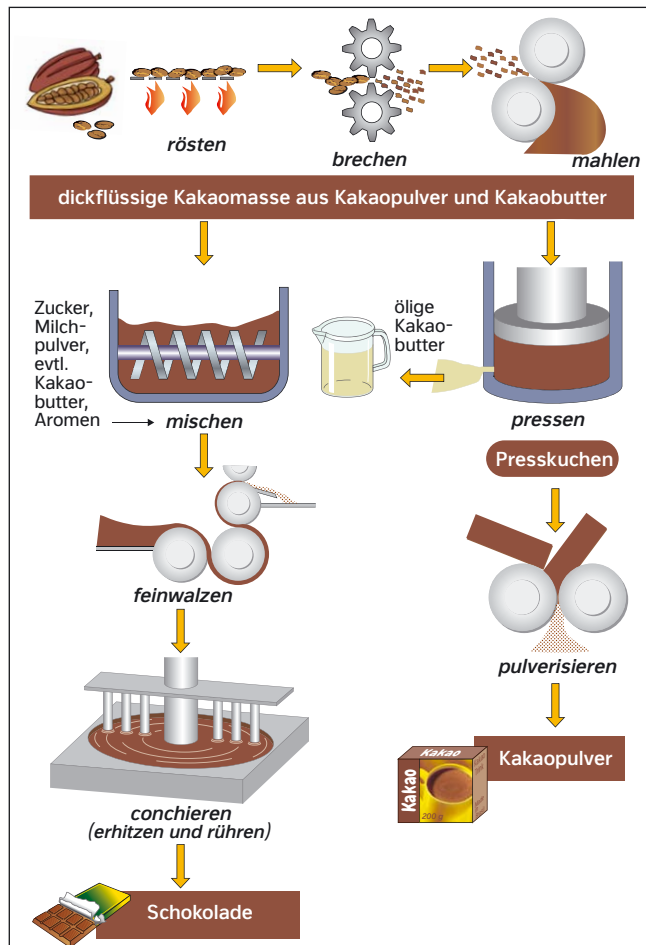 rösten
brechen
mahlen
dickflüssige Kakaomasse aus Kakaopulver und Kakaobutter
Zucker,
Milch-
pulver,
evtl.
Kakao-
butter,
Aromen
mischen
ölige
Kakao-
butter
pressen
Presskuchen
feinwalzen
pulverisieren
conchieren
(erhitzen und rühren)
Kakao
Kakao
200 g
Kakaopulver
Schokolade